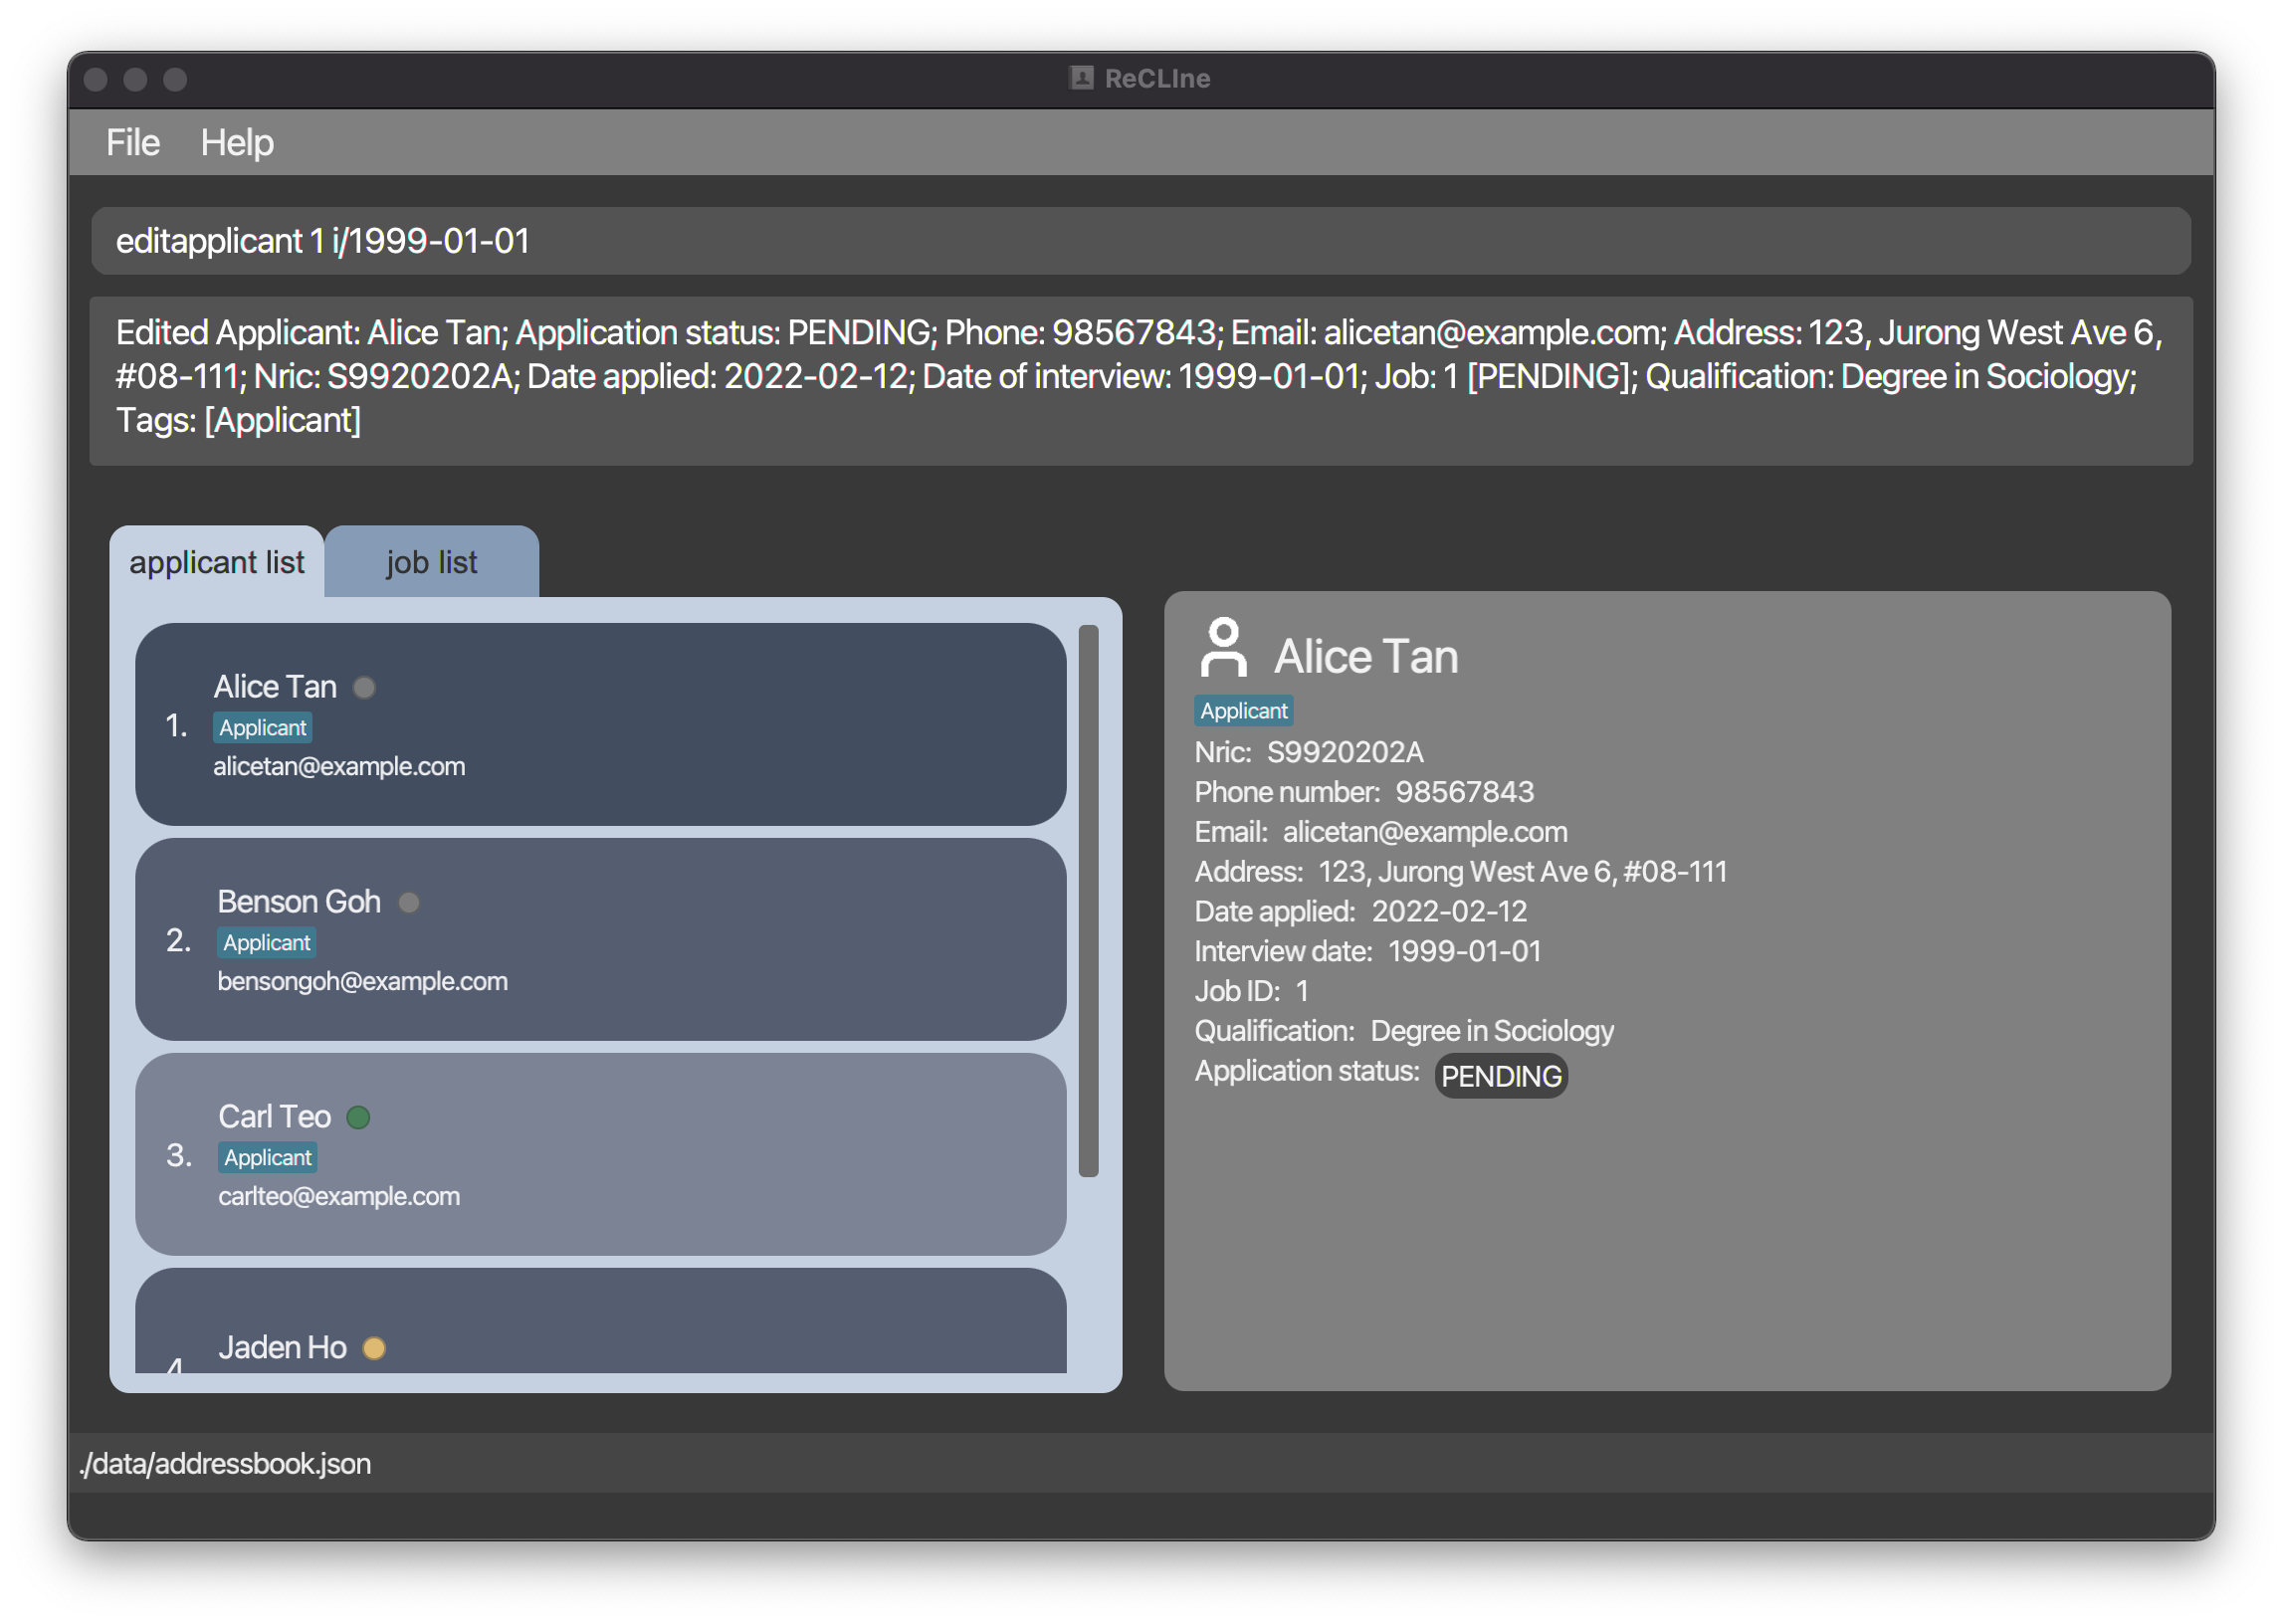 ReCLIne
File Help
editapplicant 1 i/1999-01-01
Edited Applicant: Alice Tan; Application status: PENDING; Phone: 98567843; Email: alicetan@example.com; Address: 123, Jurong West Ave 6,
#08-111; Nric: S9920202A; Date applied: 2022-02-12; Date of interview: 1999-01-01; Job: 1 [PENDING]; Qualification: Degree in Sociology;
Tags: [Applicant]
applicant list job list
1.
Alice Tan
Applicant
alicetan@example.com
2.
Benson Goh
Applicant
bensongoh@example.com
3.
Carl Teo
Applicant
carlteo@example.com
4
Jaden Ho
Alice Tan
Applicant
Nric: S9920202A
Phone number: 98567843
Email: alicetan@example.com
Address: 123, Jurong West Ave 6, #08-111
Date applied: 2022-02-12
Interview date: 1999-01-01
Job ID: 1
Qualification: Degree in Sociology
Application status: PENDING
./data/addressbook.json